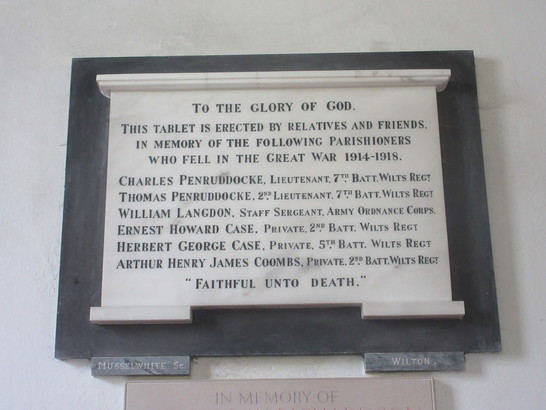 TO THE GLORY OF GOD.
THIS TABLET IS ERECTED BY RELATIVES AND FRIENDS,
IN MEMORY OF THE FOLLOWING PARISHIONERS
WHO FELL IN THE GREAT WAR 1914-1918.
CHARLES PENRUDDOCKE, LIEUTENANT, 7TH BATT. WILTS REGT
THOMAS PENRUDDOCKE, 2ND LIEUTENANT, 7TH BATT. WILTS REGT
WILLIAM LANGDON, STAFF SERGEANT, ARMY ORDNANCE CORPS.
ERNEST HOWARD CASE, PRIVATE, 2ND BATT. WILTS REGT
HERBERT GEORGE CASE, PRIVATE, 5TH BATT. WILTS REGT
ARTHUR HENRY JAMES COOMBS, PRIVATE, 2ND BATT. WILTS REGT
"FAITHFUL UNTO DEATH."
MUSSELWHITE Sc. WILTON.
IN MEMORY OF